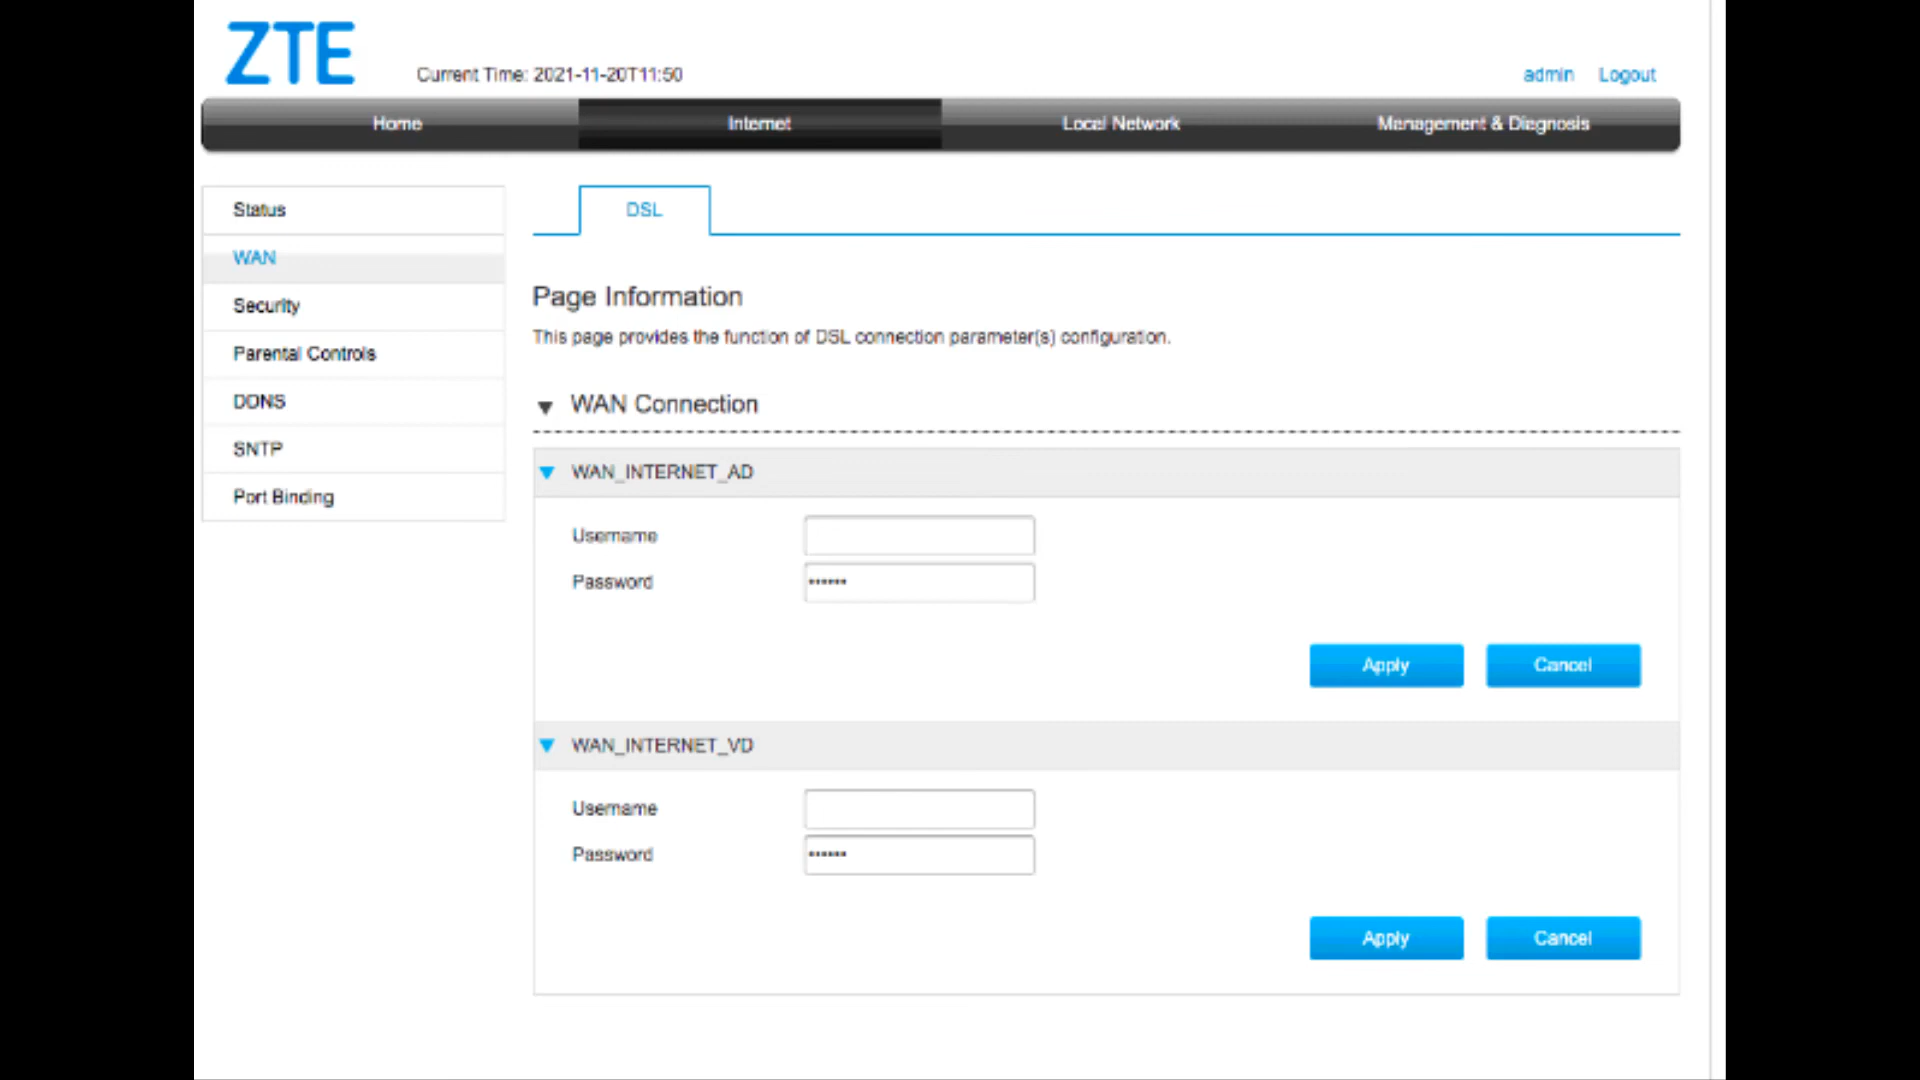 ZTE
Current Time: 2021-11-20T11:50
admin Logout
Home Internet Local Network Management & Diagnosis
Status
WAN
Security
Parental Controls
DDNS
SNTP
Port Binding
DSL
Page Information
This page provides the function of DSL connection parameter(s) configuration.
WAN Connection
WAN_INTERNET_AD
Username
Password ••••••
Apply Cancel
WAN_INTERNET_VD
Username
Password ••••••
Apply Cancel